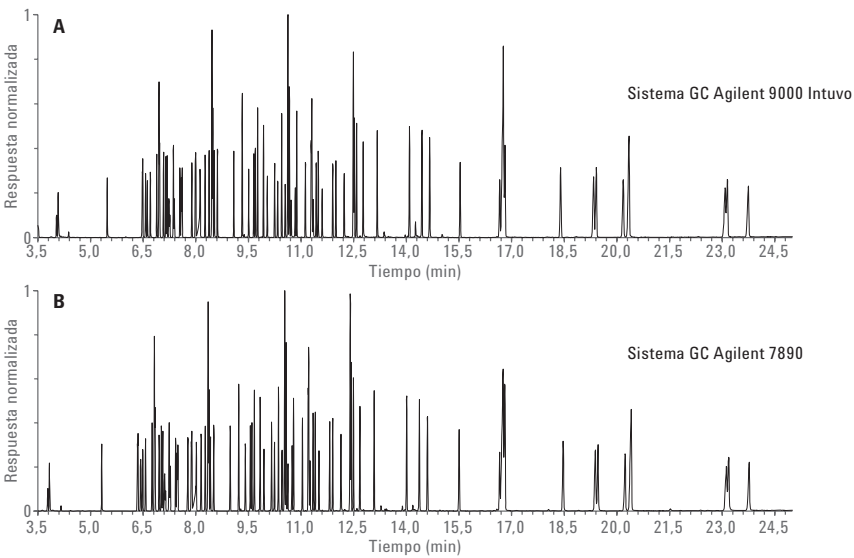 1
A
Respuesta normalizada
Sistema GC Agilent 9000 Intuvo
0
3,5 5,0 6,5 8,0 9,5 11,0 12,5 14,0 15,5 17,0 18,5 20,0 21,5 23,0 24,5
Tiempo (min)
1
B
Respuesta normalizada
Sistema GC Agilent 7890
0
3,5 5,0 6,5 8,0 9,5 11,0 12,5 14,0 15,5 17,0 18,5 20,0 21,5 23,0 24,5
Tiempo (min)